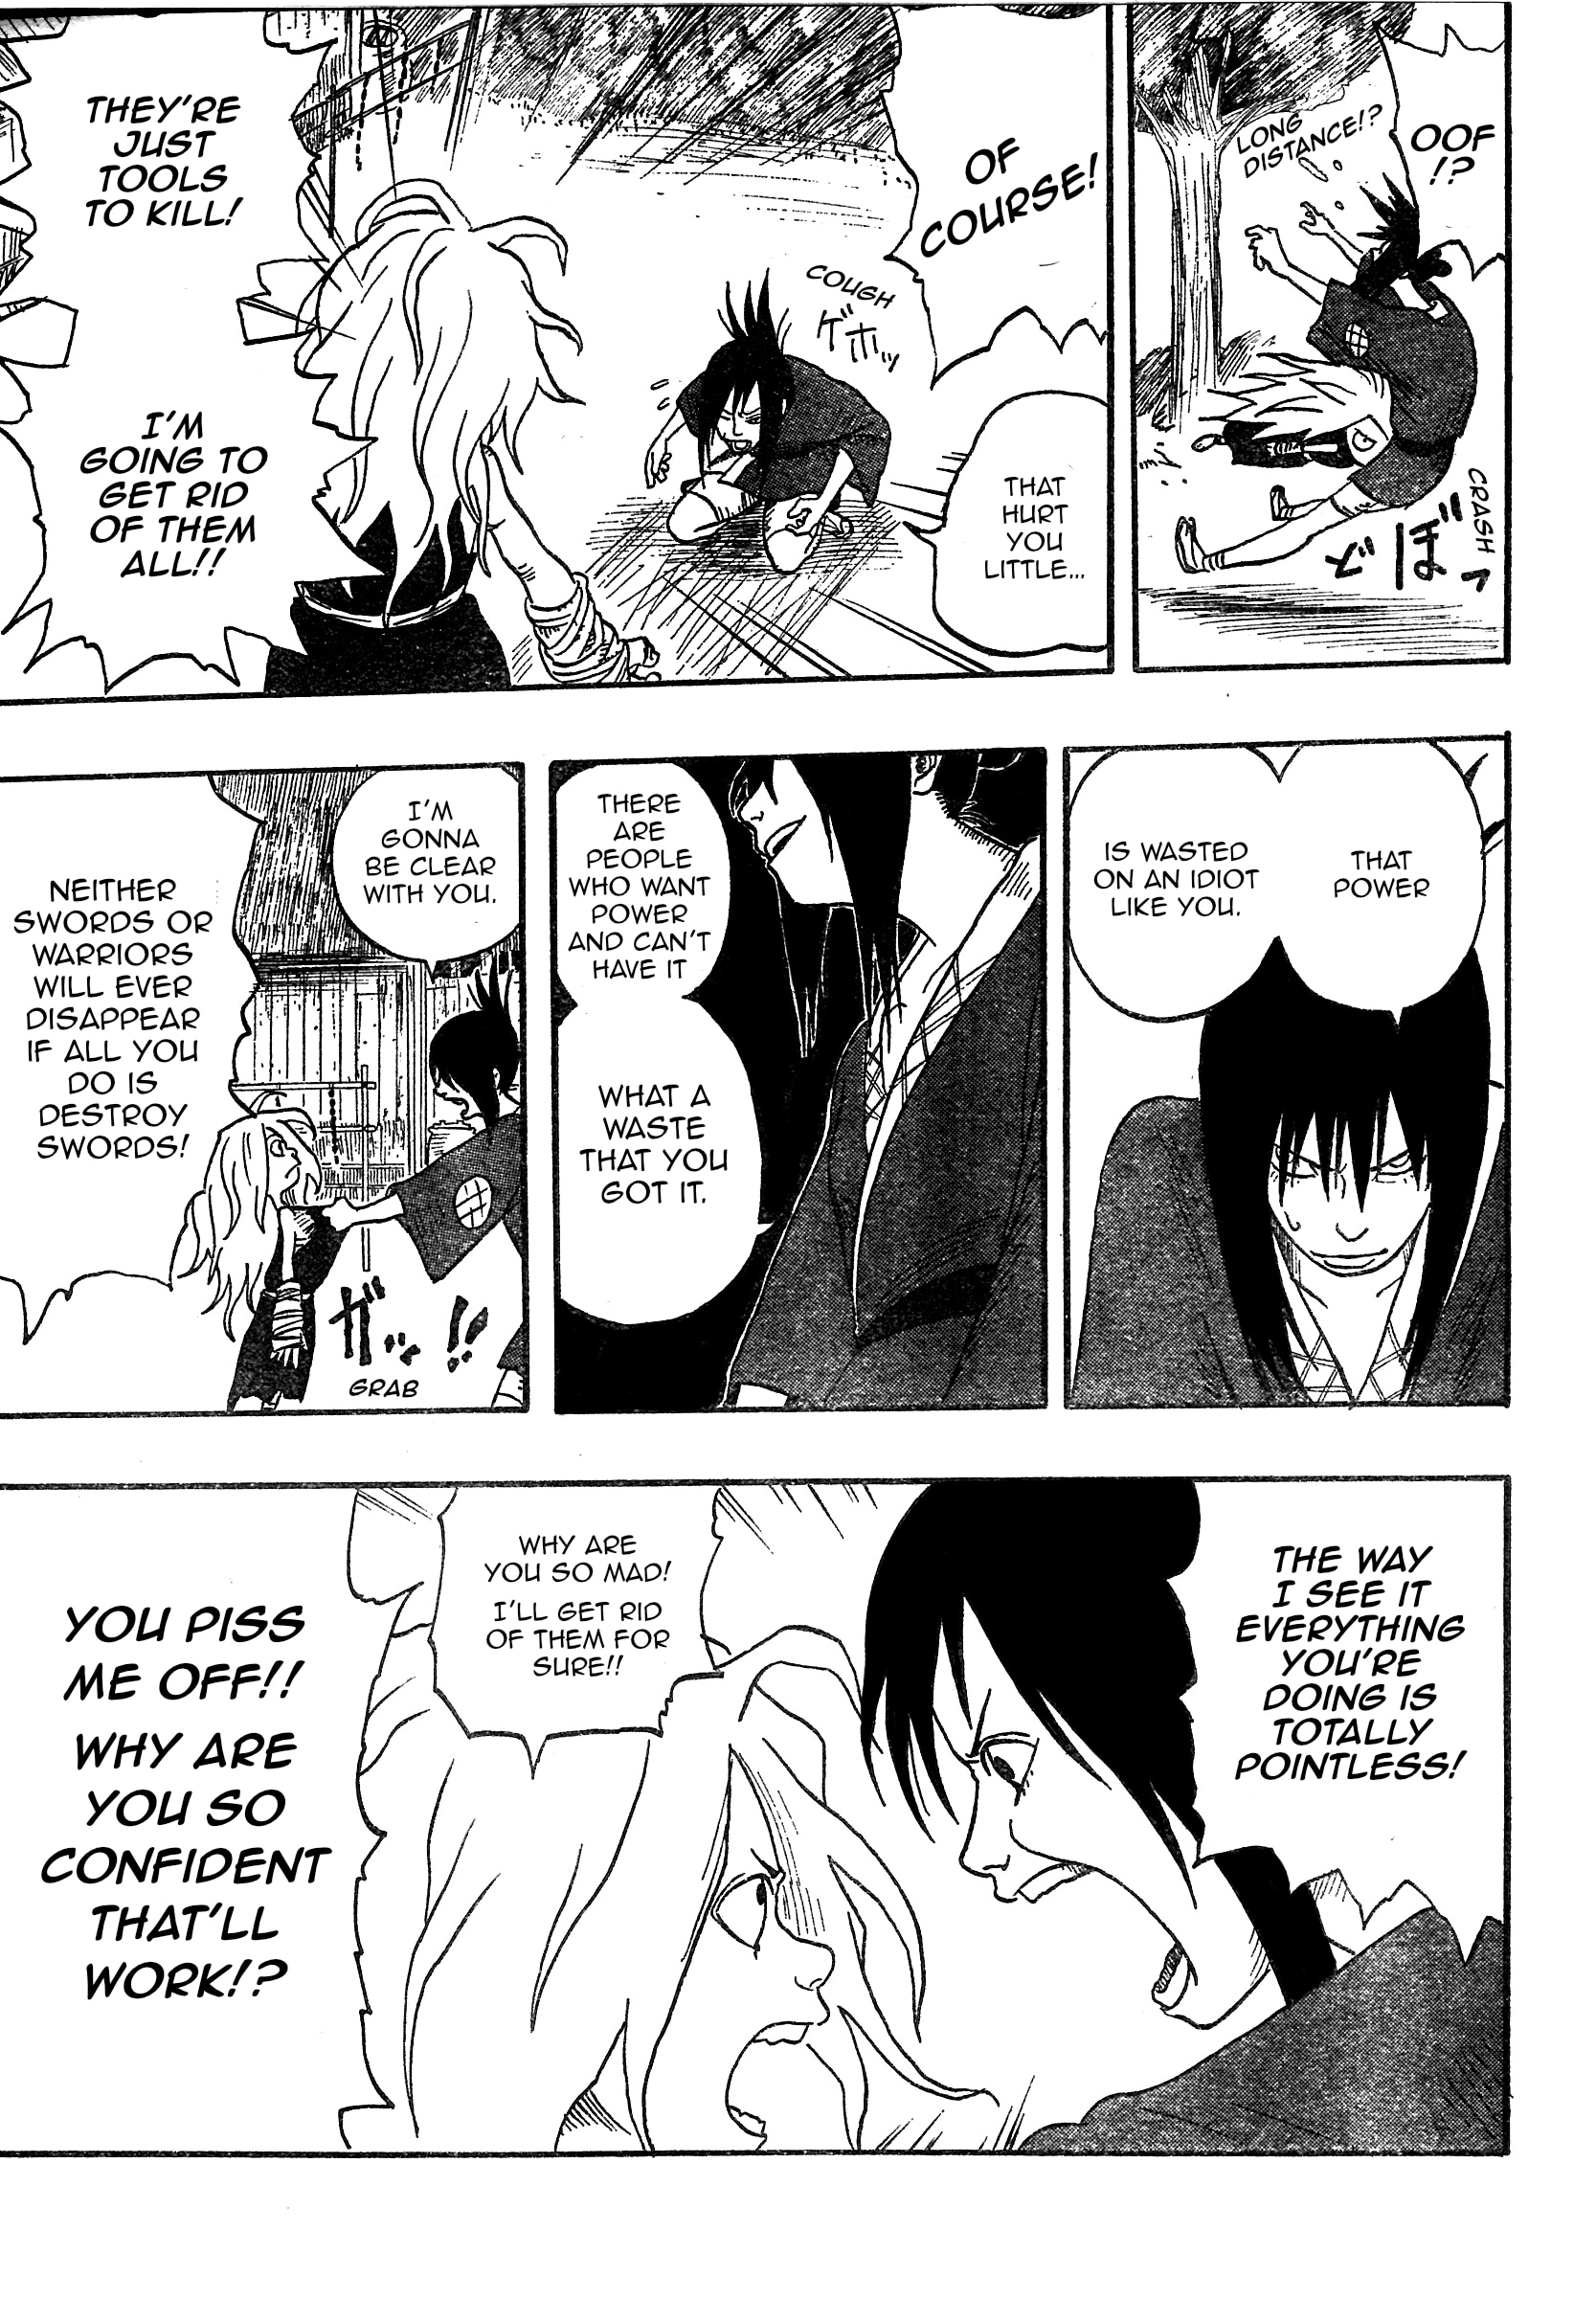 OOF
!?
LONG
DISTANCE!?
CRASH
どぼーっ
OF
COURSE!
COUGH
ゲホッ
THAT
HURT
YOU
LITTLE...
THEY'RE
JUST
TOOLS
TO KILL!
I'M
GOING TO
GET RID
OF THEM
ALL!!
THAT
POWER
IS WASTED
ON AN IDIOT
LIKE YOU.
THERE
ARE
PEOPLE
WHO WANT
POWER
AND CAN'T
HAVE IT
WHAT A
WASTE
THAT YOU
GOT IT.
I'M
GONNA
BE CLEAR
WITH YOU.
NEITHER
SWORDS OR
WARRIORS
WILL EVER
DISAPPEAR
IF ALL YOU
DO IS
DESTROY
SWORDS!
ガッ!!
GRAB
THE WAY
I SEE IT
EVERYTHING
YOU'RE
DOING IS
TOTALLY
POINTLESS!
WHY ARE
YOU SO MAD!
I'LL GET RID
OF THEM FOR
SURE!!
YOU PISS
ME OFF!!
WHY ARE
YOU SO
CONFIDENT
THAT'LL
WORK!?